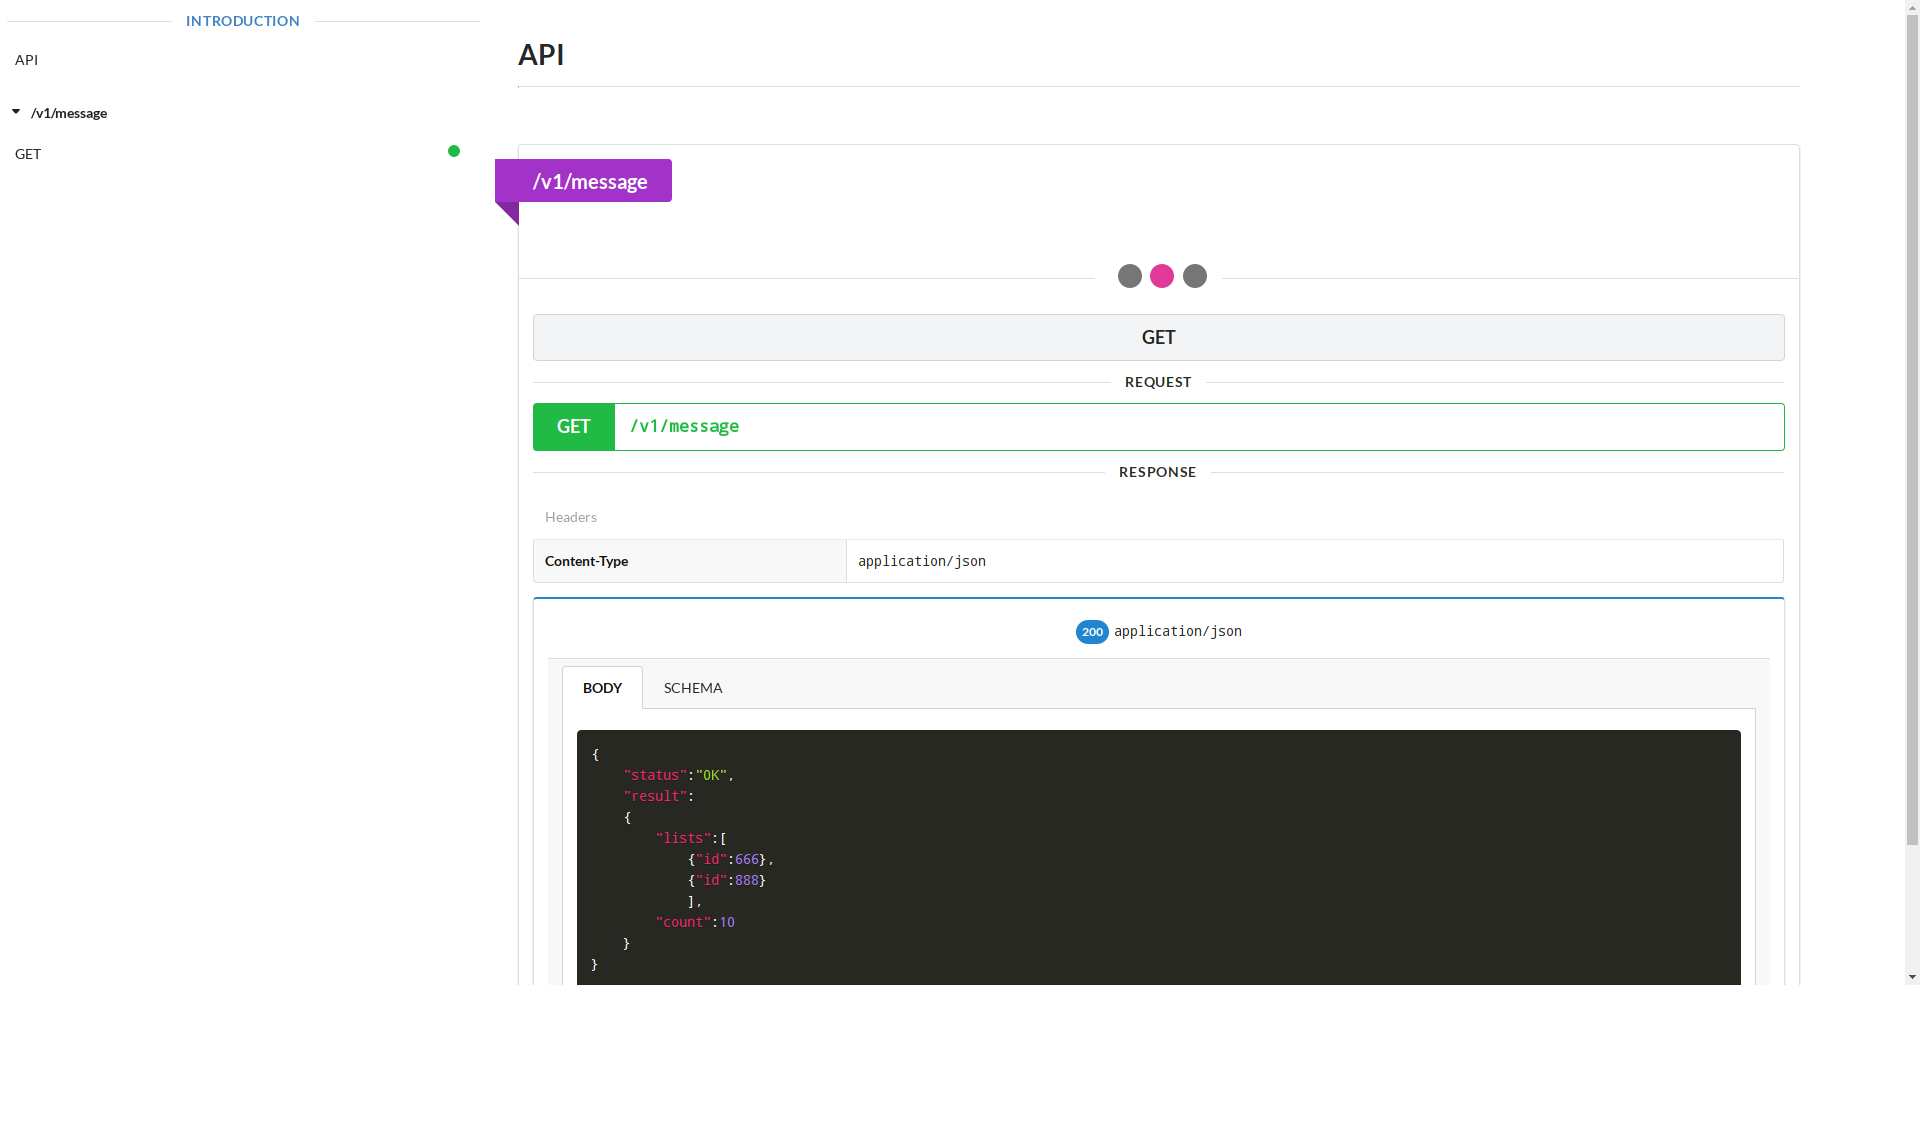 INTRODUCTION
API
/v1/message
GET
API
/v1/message
GET
REQUEST
GET /v1/message
RESPONSE
Headers
Content-Type application/json
200 application/json
BODY SCHEMA
{
    "status":"OK",
    "result":
    {
        "lists":[
            {"id":666},
            {"id":888}
            ],
        "count":10
    }
}